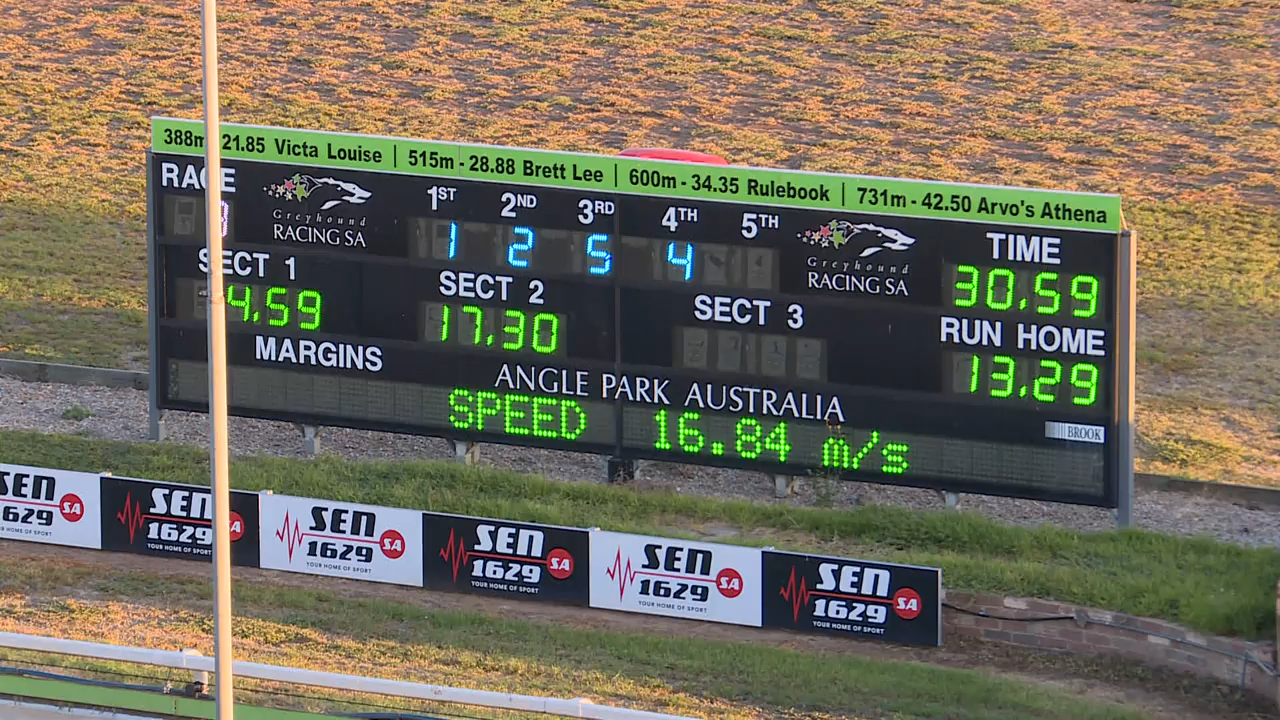 388m 21.85 Victa Louise | 515m - 28.88 Brett Lee | 600m - 34.35 Rulebook | 731m - 42.50 Arvo's Athena
RACE
Greyhound
RACING SA
1ST 2ND 3RD 4TH 5TH
1 2 5 4
Greyhound
RACING SA
TIME
30.59
SECT 1
4.59
SECT 2
17.30
SECT 3
RUN HOME
13.29
MARGINS
ANGLE PARK AUSTRALIA
SPEED 16.84 m/s
BROOK
SEN
629 SA
YOUR HOME OF SPORT
SEN
1629 SA
YOUR HOME OF SPORT
SEN
1629 SA
YOUR HOME OF SPORT
SEN
1629 SA
YOUR HOME OF SPORT
SEN
1629 SA
YOUR HOME OF SPORT
SEN
1629 SA
YOUR HOME OF SPORT